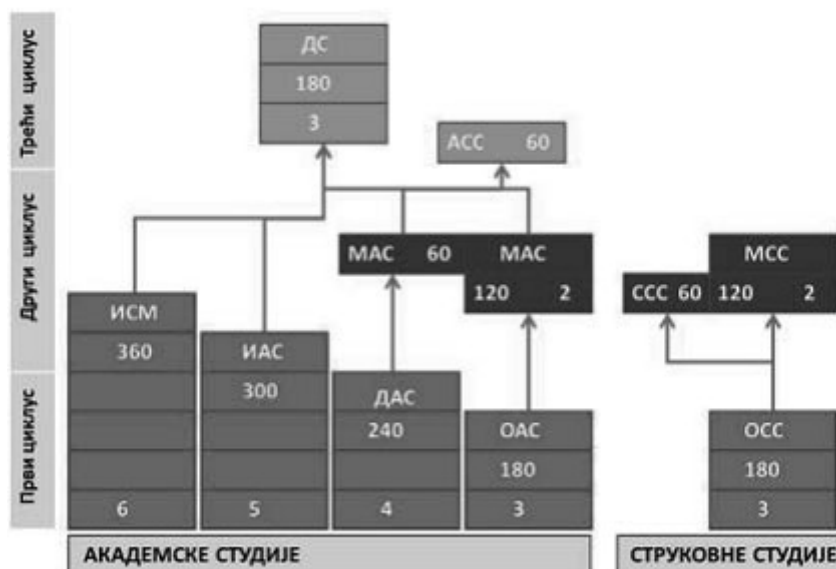 Трећи циклус
Други циклус
Први циклус
ДС
180
3
АСС 60
МАС 60
МАС
120 2
МСС
ССС 60
120 2
ИСМ
360
6
ИАС
300
5
ДАС
240
4
ОАС
180
3
ОСС
180
3
АКАДЕМСКЕ СТУДИЈЕ
СТРУКОВНЕ СТУДИЈЕ